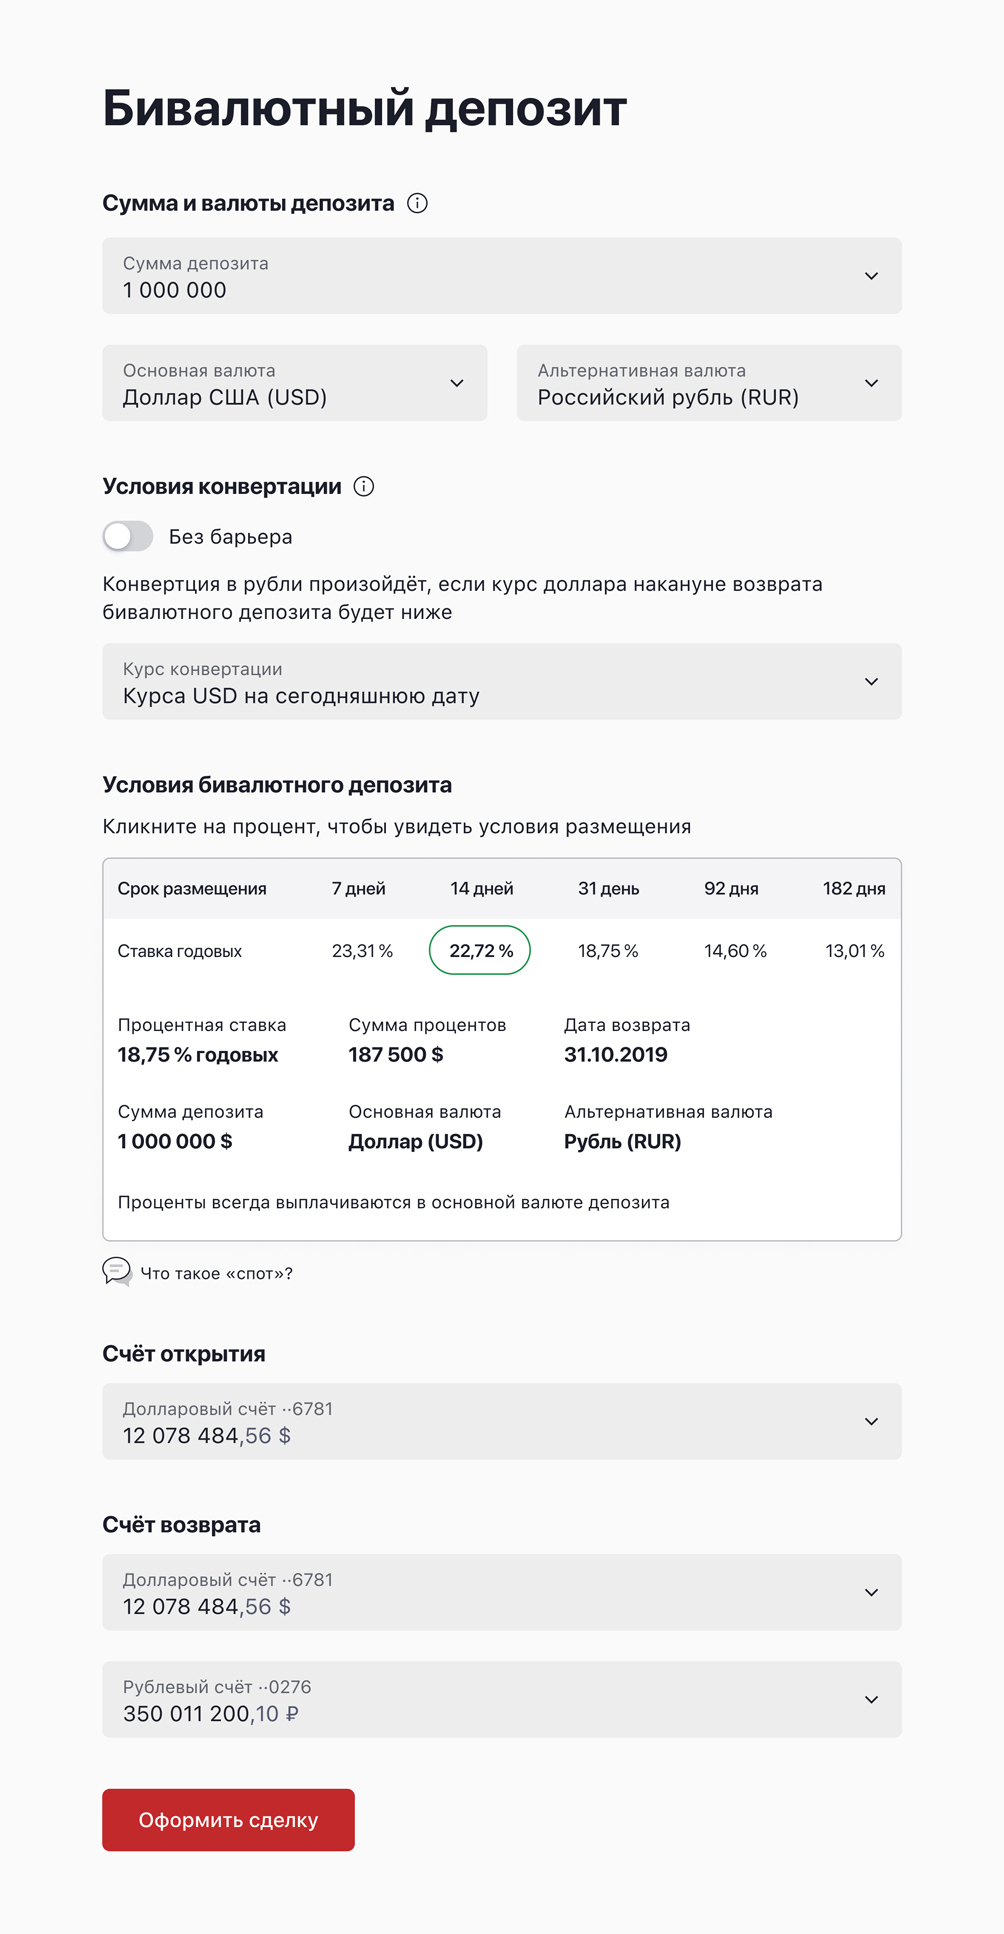 Бивалютный депозит
Сумма и валюты депозита
Сумма депозита
1 000 000
Основная валюта
Доллар США (USD)
Альтернативная валюта
Российский рубль (RUR)
Условия конвертации
Без барьера
Конвертция в рубли произойдёт, если курс доллара накануне возврата
бивалютного депозита будет ниже
Курс конвертации
Курса USD на сегодняшнюю дату
Условия бивалютного депозита
Кликните на процент, чтобы увидеть условия размещения
Срок размещения 7 дней 14 дней 31 день 92 дня 182 дня
Ставка годовых 23,31 % 22,72 % 18,75 % 14,60 % 13,01 %
Процентная ставка Сумма процентов Дата возврата
18,75 % годовых 187 500 $ 31.10.2019
Сумма депозита Основная валюта Альтернативная валюта
1 000 000 $ Доллар (USD) Рубль (RUR)
Проценты всегда выплачиваются в основной валюте депозита
Что такое «спот»?
Счёт открытия
Долларовый счёт ··6781
12 078 484,56 $
Счёт возврата
Долларовый счёт ··6781
12 078 484,56 $
Рублевый счёт ··0276
350 011 200,10 ₽
Оформить сделку